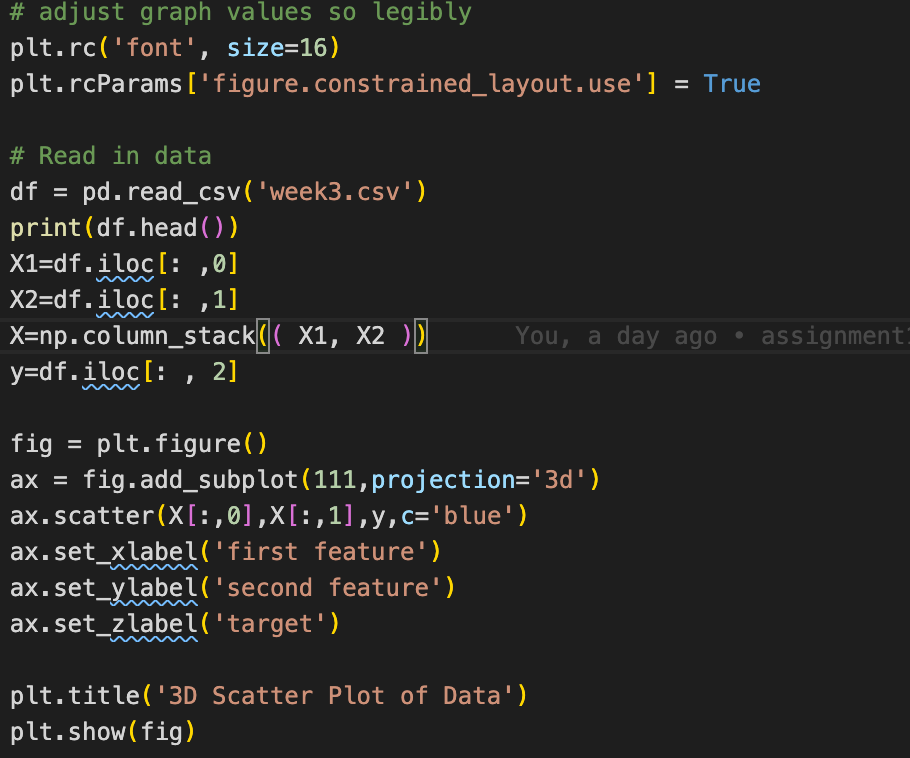 # adjust graph values so legibly
plt.rc('font', size=16)
plt.rcParams['figure.constrained_layout.use'] = True
# Read in data
df = pd.read_csv('week3.csv')
print(df.head())
X1=df.iloc[: ,0]
X2=df.iloc[: ,1]
X=np.column_stack(( X1, X2 )) You, a day ago • assignment
y=df.iloc[: , 2]
fig = plt.figure()
ax = fig.add_subplot(111,projection='3d')
ax.scatter(X[:,0],X[:,1],y,c='blue')
ax.set_xlabel('first feature')
ax.set_ylabel('second feature')
ax.set_zlabel('target')
plt.title('3D Scatter Plot of Data')
plt.show(fig)